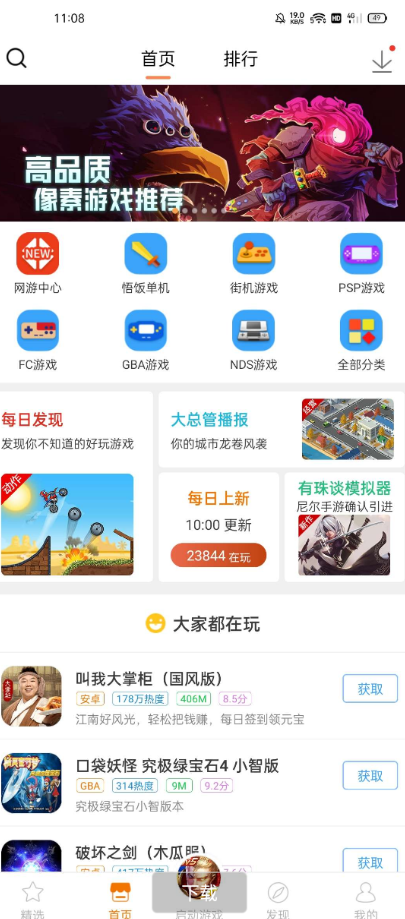 11:08
19.0
KB/S
HD
4G
49
首页
排行
高品质
像素游戏推荐
NEW
网游中心
悟饭单机
街机游戏
PSP游戏
FC游戏
GBA游戏
NDS游戏
全部分类
每日发现
发现你不知道的好玩游戏
动作
大总管播报
你的城市龙卷风袭
经营
每日上新
10:00 更新
23844 在玩
有珠谈模拟器
尼尔手游确认引进
新作
大家都在玩
叫我大掌柜（国风版）
安卓
178万热度
406M
8.5分
江南好风光，轻松把钱赚，每日签到领元宝
获取
口袋妖怪 究极绿宝石4 小智版
GBA
314热度
9M
9.2分
究极绿宝石小智版本
获取
破坏之剑（木瓜服）
获取
精选
首页
启动游戏
下载
发现
我的